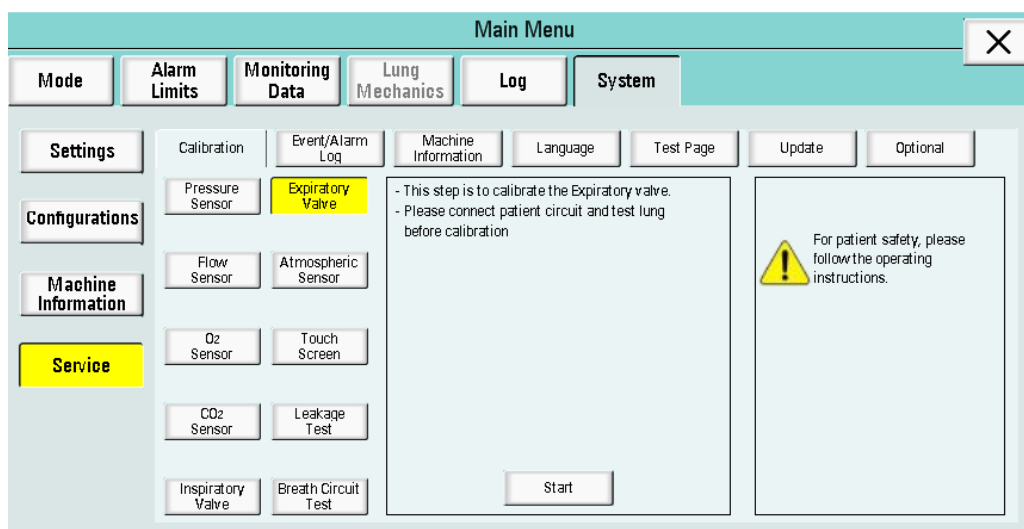 Main Menu
Mode
Alarm
Limits
Monitoring
Data
Lung
Mechanics
Log
System
Settings
Configurations
Machine
Information
Service
Calibration
Event/Alarm
Log
Machine
Information
Language
Test Page
Update
Optional
Pressure
Sensor
Expiratory
Valve
Flow
Sensor
Atmospheric
Sensor
O2
Sensor
Touch
Screen
CO2
Sensor
Leakage
Test
Inspiratory
Valve
Breath Circuit
Test
- This step is to calibrate the Expiratory valve.
- Please connect patient circuit and test lung
before calibration
Start
For patient safety, please
follow the operating
instructions.